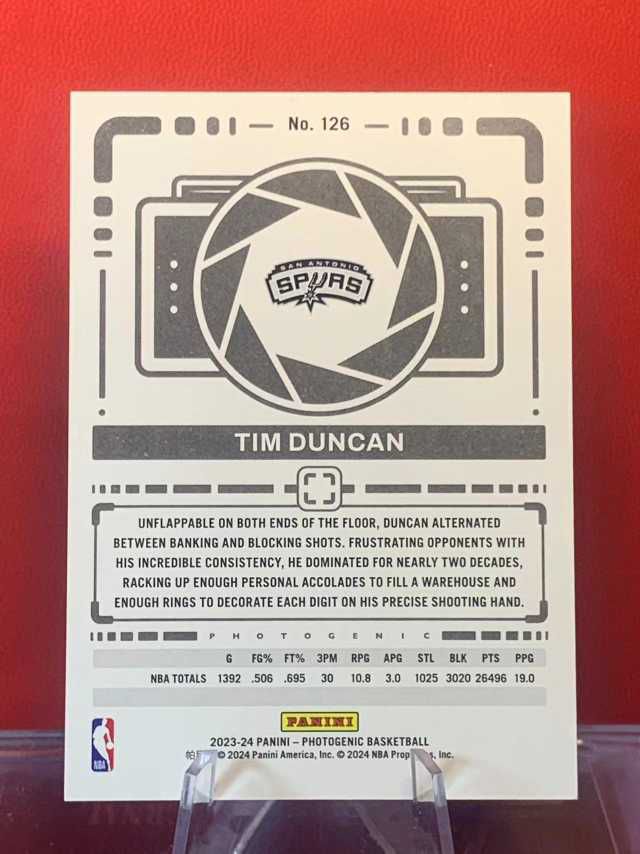 No. 126
SAN ANTONIO
SPURS
TIM DUNCAN
UNFLAPPABLE ON BOTH ENDS OF THE FLOOR, DUNCAN ALTERNATED
BETWEEN BANKING AND BLOCKING SHOTS. FRUSTRATING OPPONENTS WITH
HIS INCREDIBLE CONSISTENCY, HE DOMINATED FOR NEARLY TWO DECADES,
RACKING UP ENOUGH PERSONAL ACCOLADES TO FILL A WAREHOUSE AND
ENOUGH RINGS TO DECORATE EACH DIGIT ON HIS PRECISE SHOOTING HAND.
PHOTOGENIC
G FG% FT% 3PM RPG APG STL BLK PTS PPG
NBA TOTALS 1392 .506 .695 30 10.8 3.0 1025 3020 26496 19.0
PANINI
2023-24 PANINI – PHOTOGENIC BASKETBALL
帕 © 2024 Panini America, Inc. © 2024 NBA Prop s, Inc.
NBA